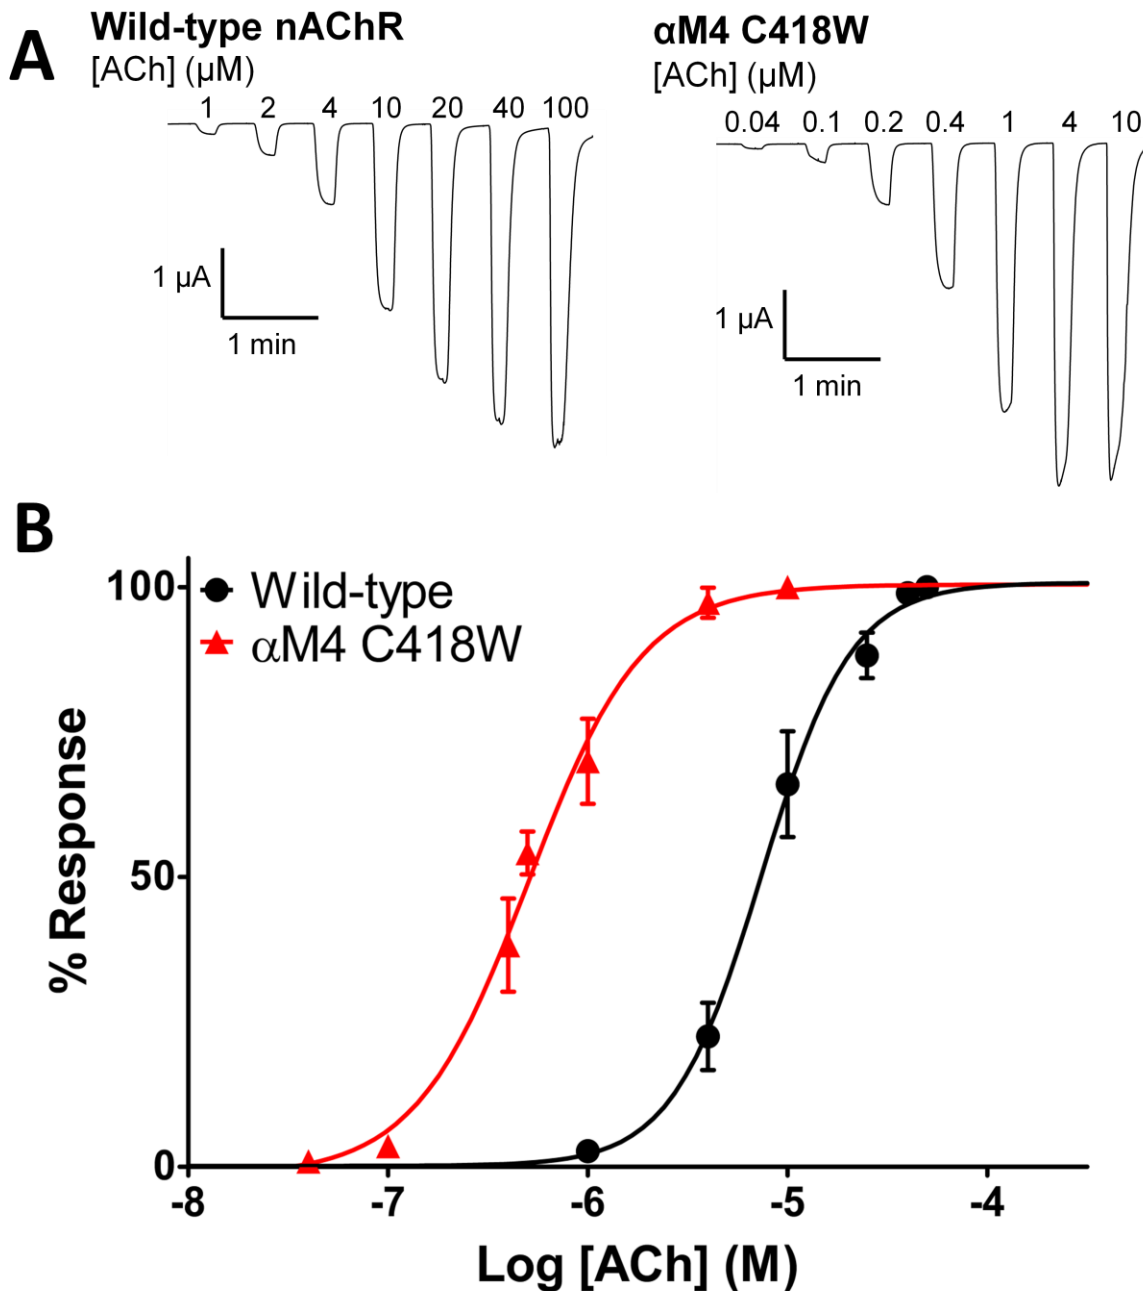 A
Wild-type nAChR
[ACh] (µM)
1 2 4 10 20 40 100
1 µA
1 min
αM4 C418W
[ACh] (µM)
0.04 0.1 0.2 0.4 1 4 10
1 µA
1 min
B
Wild-type
αM4 C418W
% Response
100
50
0
-8 -7 -6 -5 -4
Log [ACh] (M)